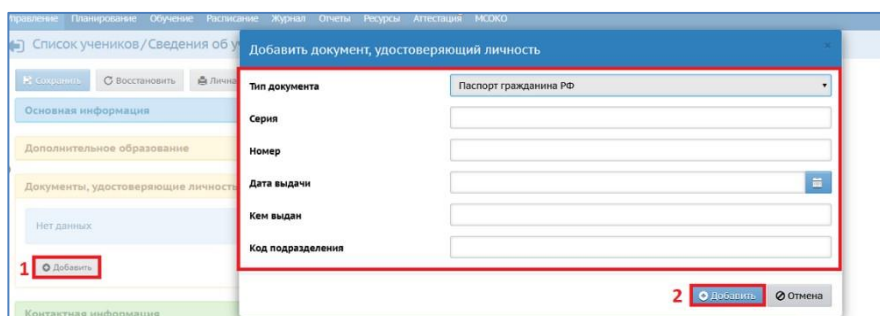 Управление Планирование Обучение Расписание Журнал Отчеты Ресурсы Аттестация МСОКО
Список учеников/Сведения об у
Сохранить Восстановить Лична
Основная информация
Дополнительное образование
Документы, удостоверяющие личность
Нет данных
1 Добавить
Контактная информация
Добавить документ, удостоверяющий личность ×
Тип документа Паспорт гражданина РФ
Серия
Номер
Дата выдачи
Кем выдан
Код подразделения
2 Добавить Отмена